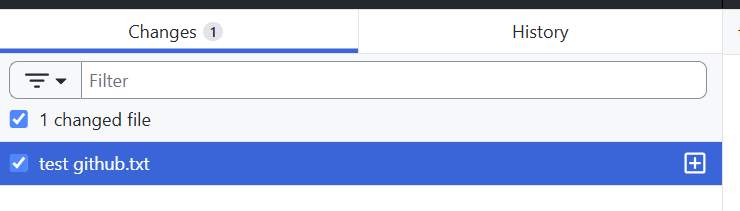 Changes 1 History
Filter
1 changed file
test github.txt